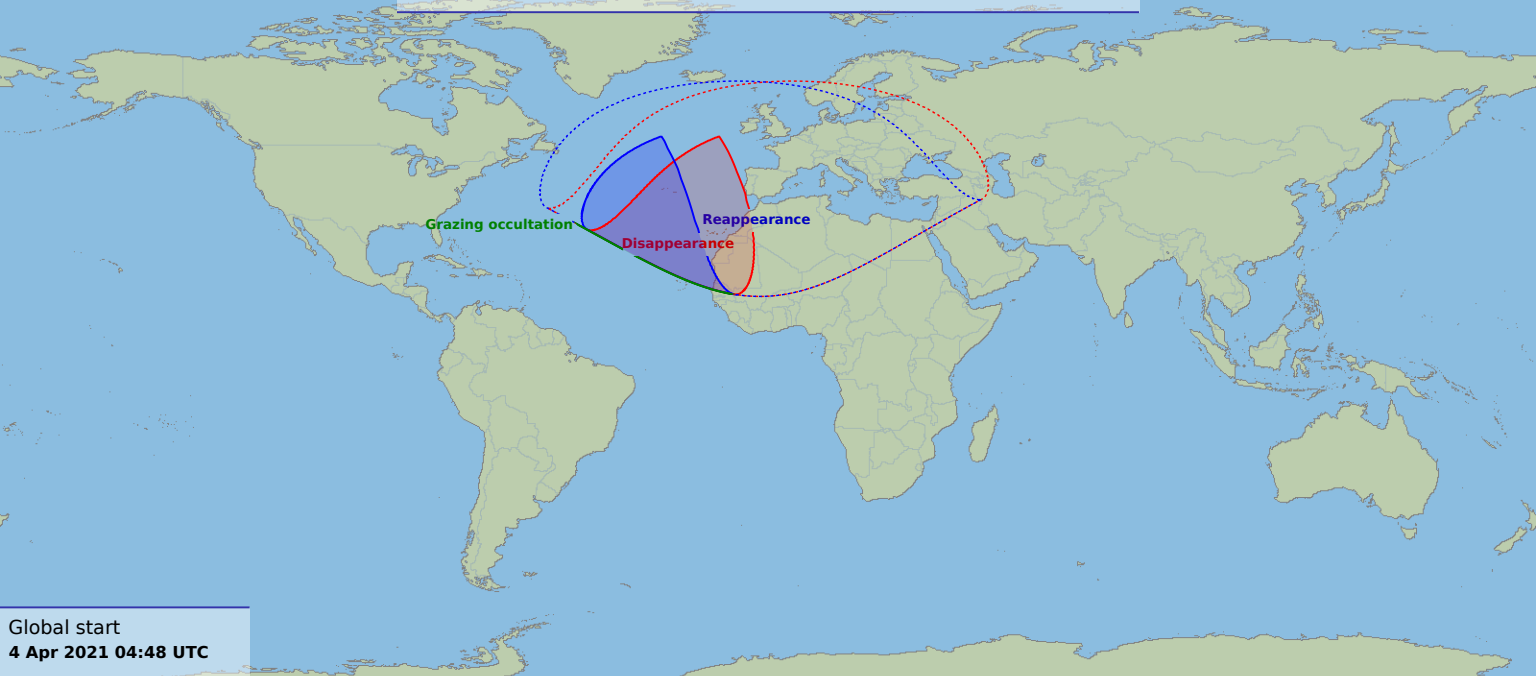 Grazing occultation
Reappearance
Disappearance
Global start
4 Apr 2021 04:48 UTC